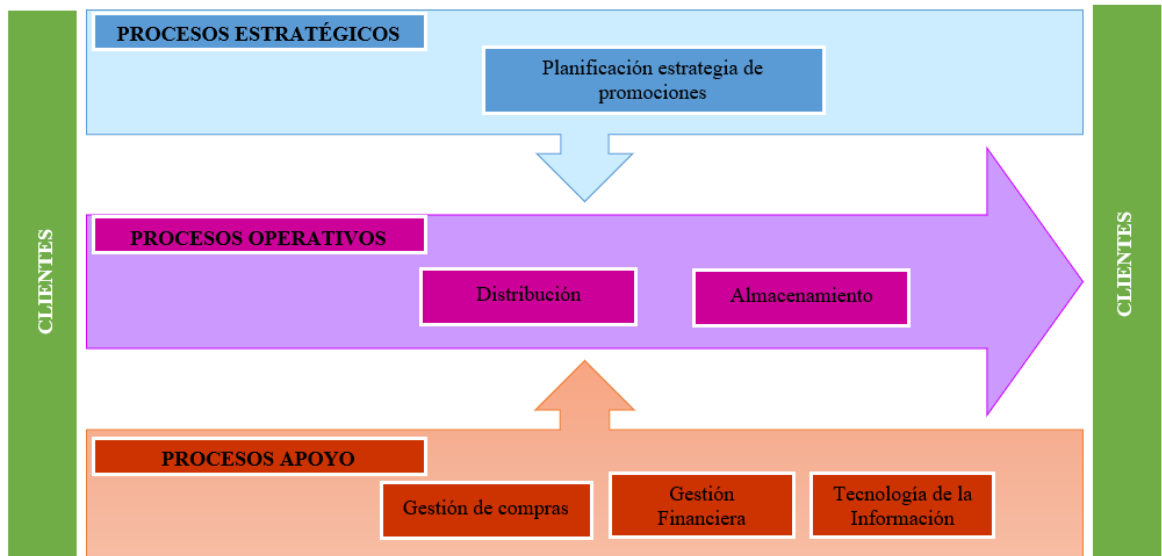 CLIENTES
PROCESOS ESTRATÉGICOS
Planificación estrategia de
promociones
PROCESOS OPERATIVOS
Distribución
Almacenamiento
PROCESOS APOYO
Gestión de compras
Gestión
Financiera
Tecnología de la
Información
CLIENTES